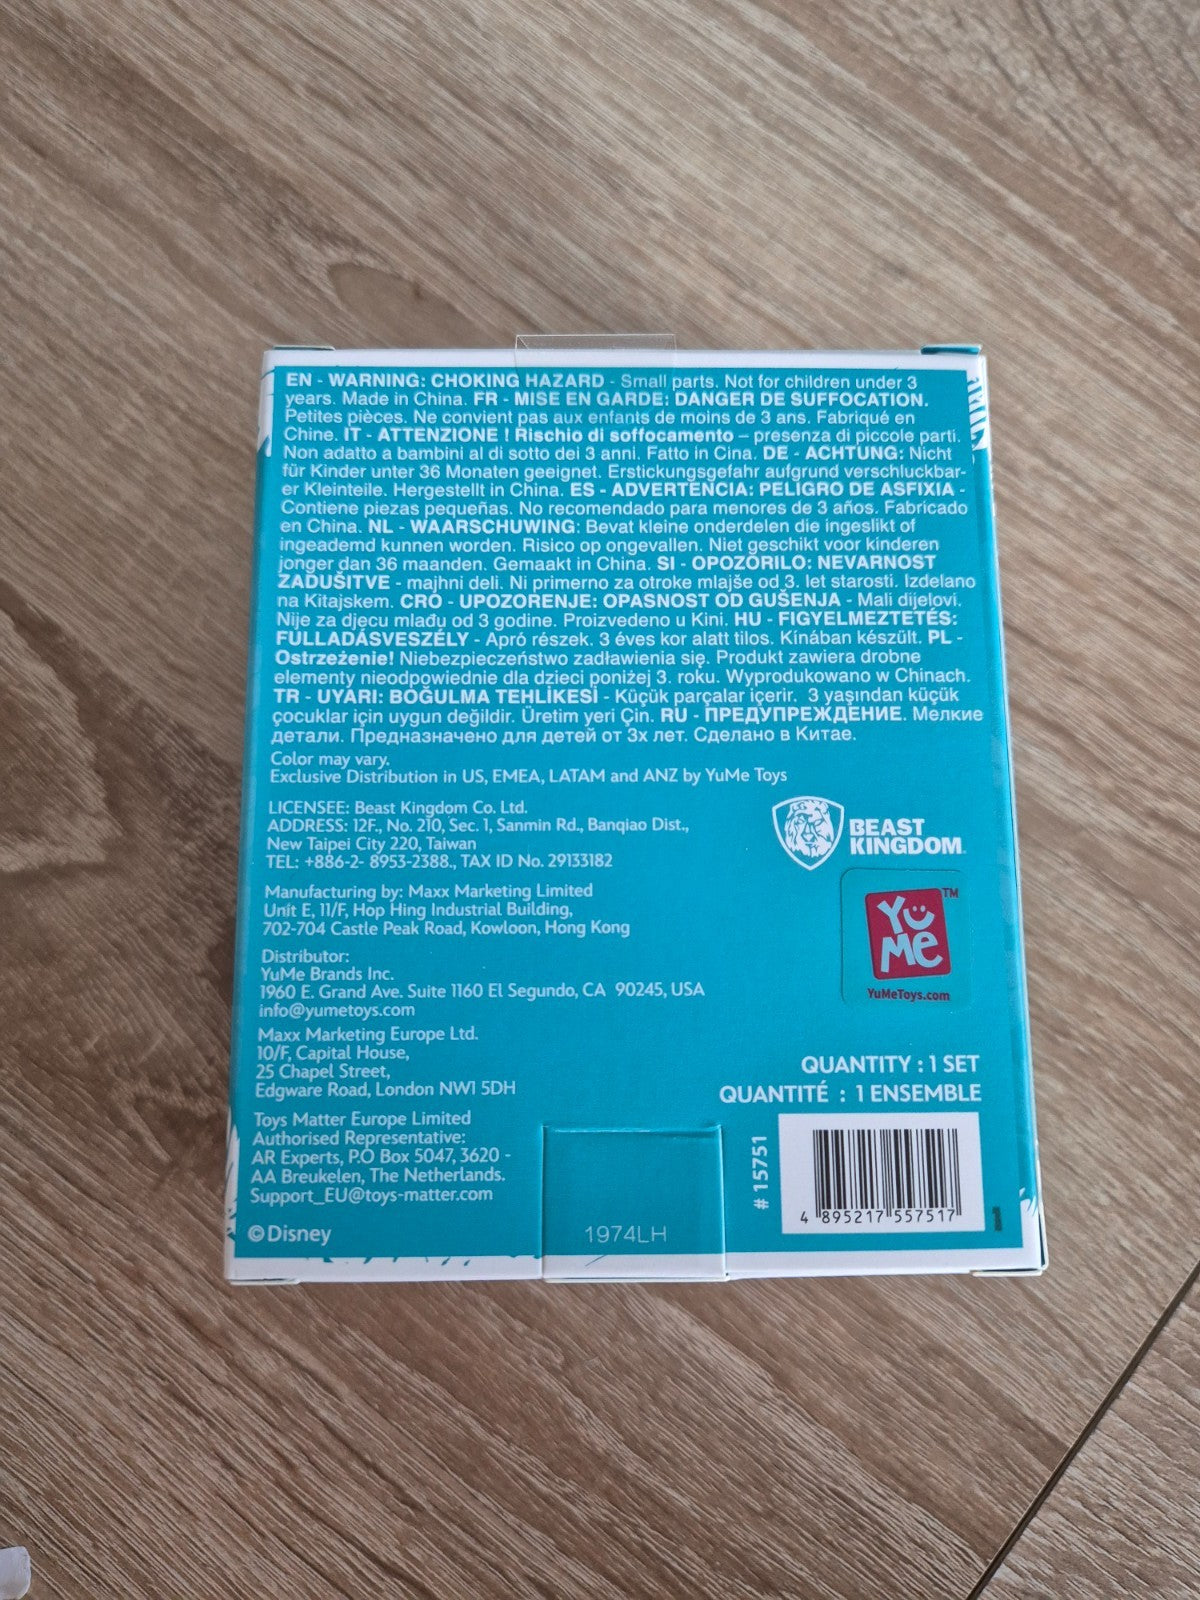 EN - WARNING: CHOKING HAZARD - Small parts. Not for children under 3
years. Made in China. FR - MISE EN GARDE: DANGER DE SUFFOCATION.
Petites pièces. Ne convient pas aux enfants de moins de 3 ans. Fabriqué en
Chine. IT - ATTENZIONE ! Rischio di soffocamento – presenza di piccole parti.
Non adatto a bambini al di sotto dei 3 anni. Fatto in Cina. DE - ACHTUNG: Nicht
für Kinder unter 36 Monaten geeignet. Erstickungsgefahr aufgrund verschluckbar-
er Kleinteile. Hergestellt in China. ES - ADVERTENCIA: PELIGRO DE ASFIXIA -
Contiene piezas pequeñas. No recomendado para menores de 3 años. Fabricado
en China. NL - WAARSCHUWING: Bevat kleine onderdelen die ingeslikt of
ingeademd kunnen worden. Risico op ongevallen. Niet geschikt voor kinderen
jonger dan 36 maanden. Gemaakt in China. SI - OPOZORILO: NEVARNOST
ZADUŠITVE - majhni deli. Ni primerno za otroke mlajše od 3. let starosti. Izdelano
na Kitajskem. CRO - UPOZORENJE: OPASNOST OD GUŠENJA - Mali dijelovi.
Nije za djecu mlađu od 3 godine. Proizvedeno u Kini. HU - FIGYELMEZTETÉS:
FULLADÁSVESZÉLY - Apró részek. 3 éves kor alatt tilos. Kínában készült. PL -
Ostrzeżenie! Niebezpieczeństwo zadławienia się. Produkt zawiera drobne
elementy nieodpowiednie dla dzieci poniżej 3. roku. Wyprodukowano w Chinach.
TR - UYARI: BOĞULMA TEHLİKESİ - Küçük parçalar içerir. 3 yaşından küçük
çocuklar için uygun değildir. Üretim yeri Çin. RU - ПРЕДУПРЕЖДЕНИЕ. Мелкие
детали. Предназначено для детей от 3х лет. Сделано в Китае.
Color may vary.
Exclusive Distribution in US, EMEA, LATAM and ANZ by YuMe Toys
LICENSEE: Beast Kingdom Co. Ltd.
ADDRESS: 12F., No. 210, Sec. 1, Sanmin Rd., Banqiao Dist.,
New Taipei City 220, Taiwan
TEL: +886-2- 8953-2388., TAX ID No. 29133182
BEAST
KINGDOM
Manufacturing by: Maxx Marketing Limited
Unit E, 11/F, Hop Hing Industrial Building,
702-704 Castle Peak Road, Kowloon, Hong Kong
YuMe TM
YuMeToys.com
Distributor:
YuMe Brands Inc.
1960 E. Grand Ave. Suite 1160 El Segundo, CA 90245, USA
info@yumetoys.com
Maxx Marketing Europe Ltd.
10/F, Capital House,
25 Chapel Street,
Edgware Road, London NW1 5DH
Toys Matter Europe Limited
Authorised Representative:
AR Experts, P.O Box 5047, 3620 -
AA Breukelen, The Netherlands.
Support_EU@toys-matter.com
©Disney
1974LH
QUANTITY : 1 SET
QUANTITÉ : 1 ENSEMBLE
# 15751
4 895217 557517
1